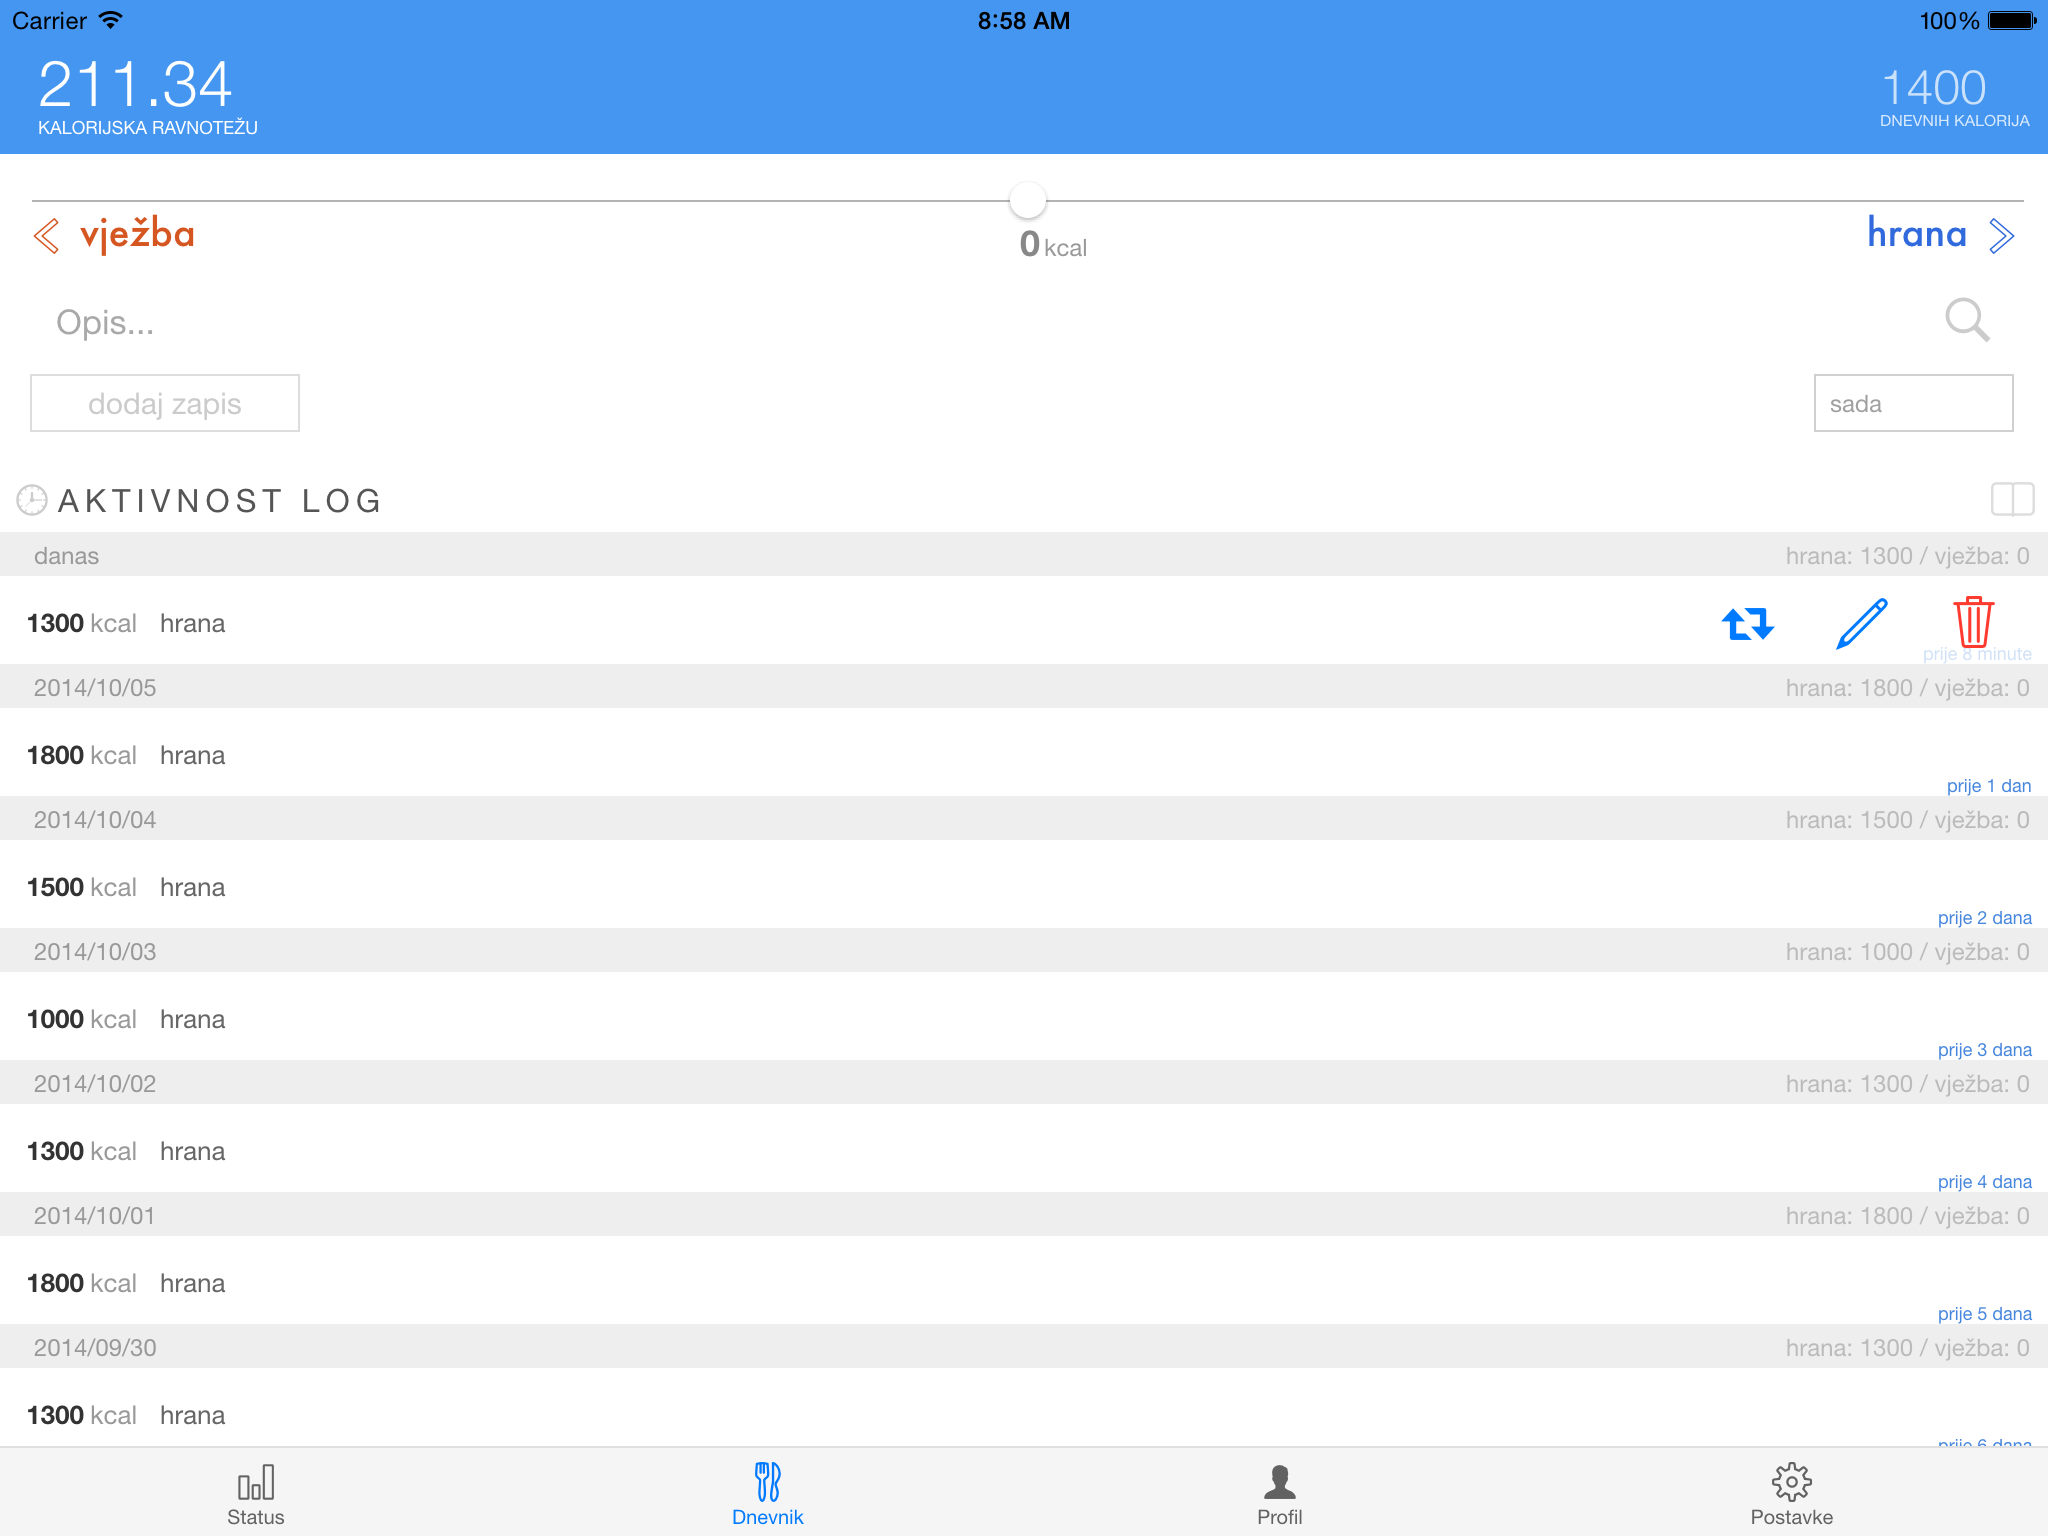 Carrier 8:58 AM 100%
211.34
KALORIJSKA RAVNOTEŽU
1400
DNEVNIH KALORIJA
vježba
0 kcal
hrana
Opis...
dodaj zapis
sada
AKTIVNOST LOG
danas hrana: 1300 / vježba: 0
1300 kcal hrana
prije 8 minute
2014/10/05 hrana: 1800 / vježba: 0
1800 kcal hrana
prije 1 dan
2014/10/04 hrana: 1500 / vježba: 0
1500 kcal hrana
prije 2 dana
2014/10/03 hrana: 1000 / vježba: 0
1000 kcal hrana
prije 3 dana
2014/10/02 hrana: 1300 / vježba: 0
1300 kcal hrana
prije 4 dana
2014/10/01 hrana: 1800 / vježba: 0
1800 kcal hrana
prije 5 dana
2014/09/30 hrana: 1300 / vježba: 0
1300 kcal hrana
prije 6 dana
Status Dnevnik Profil Postavke